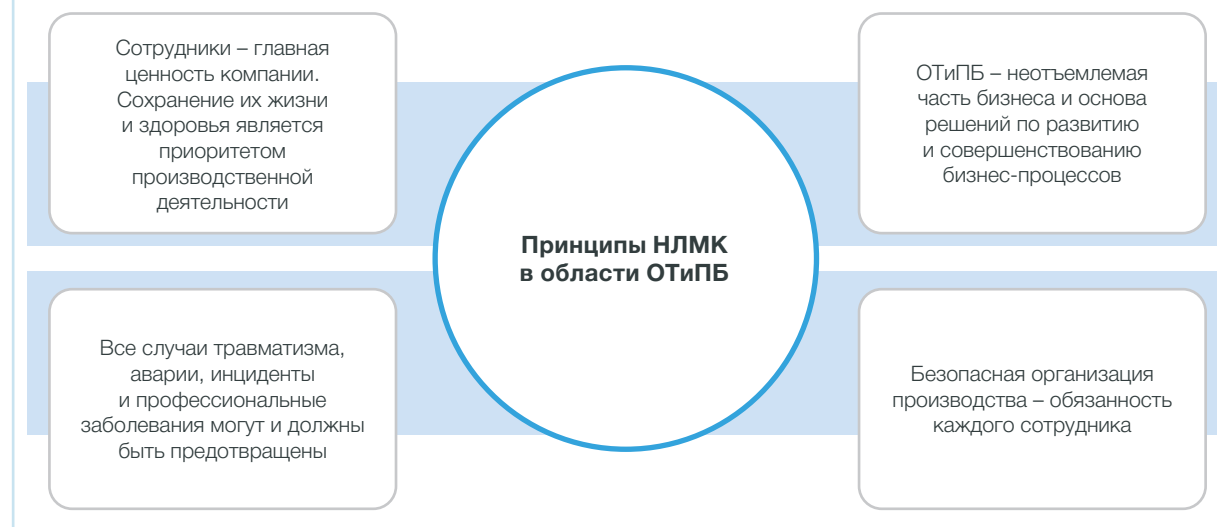 Сотрудники – главная
ценность компании.
Сохранение их жизни
и здоровья является
приоритетом
производственной
деятельности
ОТиПБ – неотъемлемая
часть бизнеса и основа
решений по развитию
и совершенствованию
бизнес-процессов
Принципы НЛМК
в области ОТиПБ
Все случаи травматизма,
аварии, инциденты
и профессиональные
заболевания могут и должны
быть предотвращены
Безопасная организация
производства – обязанность
каждого сотрудника